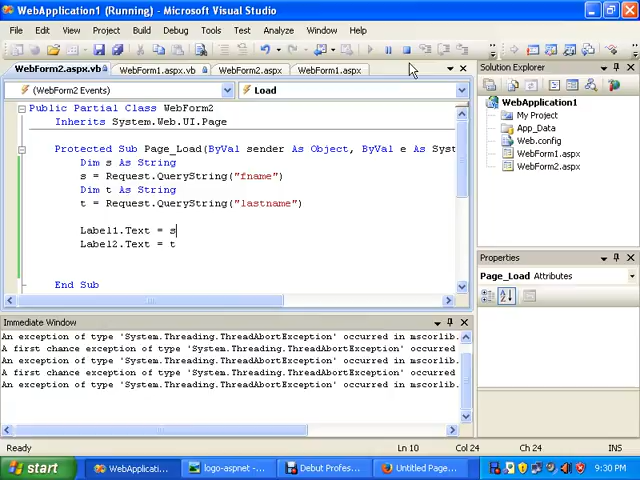 WebApplication1 (Running) - Microsoft Visual Studio
File Edit View Project Build Debug Tools Test Analyze Window Help
WebForm2.aspx.vb WebForm1.aspx.vb WebForm2.aspx WebForm1.aspx
(WebForm2 Events) Load
Public Partial Class WebForm2
Inherits System.Web.UI.Page
Protected Sub Page_Load(ByVal sender As Object, ByVal e As Syst
Dim s As String
s = Request.QueryString("fname")
Dim t As String
t = Request.QueryString("lastname")
Label1.Text = s
Label2.Text = t
End Sub
Solution Explorer
WebApplication1
My Project
App_Data
Web.config
WebForm1.aspx
WebForm2.aspx
Properties
Page_Load Attributes
Immediate Window
An exception of type 'System.Threading.ThreadAbortException' occurred in mscorlib.
A first chance exception of type 'System.Threading.ThreadAbortException' occurred
An exception of type 'System.Threading.ThreadAbortException' occurred in mscorlib.
A first chance exception of type 'System.Threading.ThreadAbortException' occurred
An exception of type 'System.Threading.ThreadAbortException' occurred in mscorlib.
Ready Ln 10 Col 24 Ch 24 INS
start WebApplicati... logo-aspnet -... Debut Profes... Untitled Page... 9:30 PM